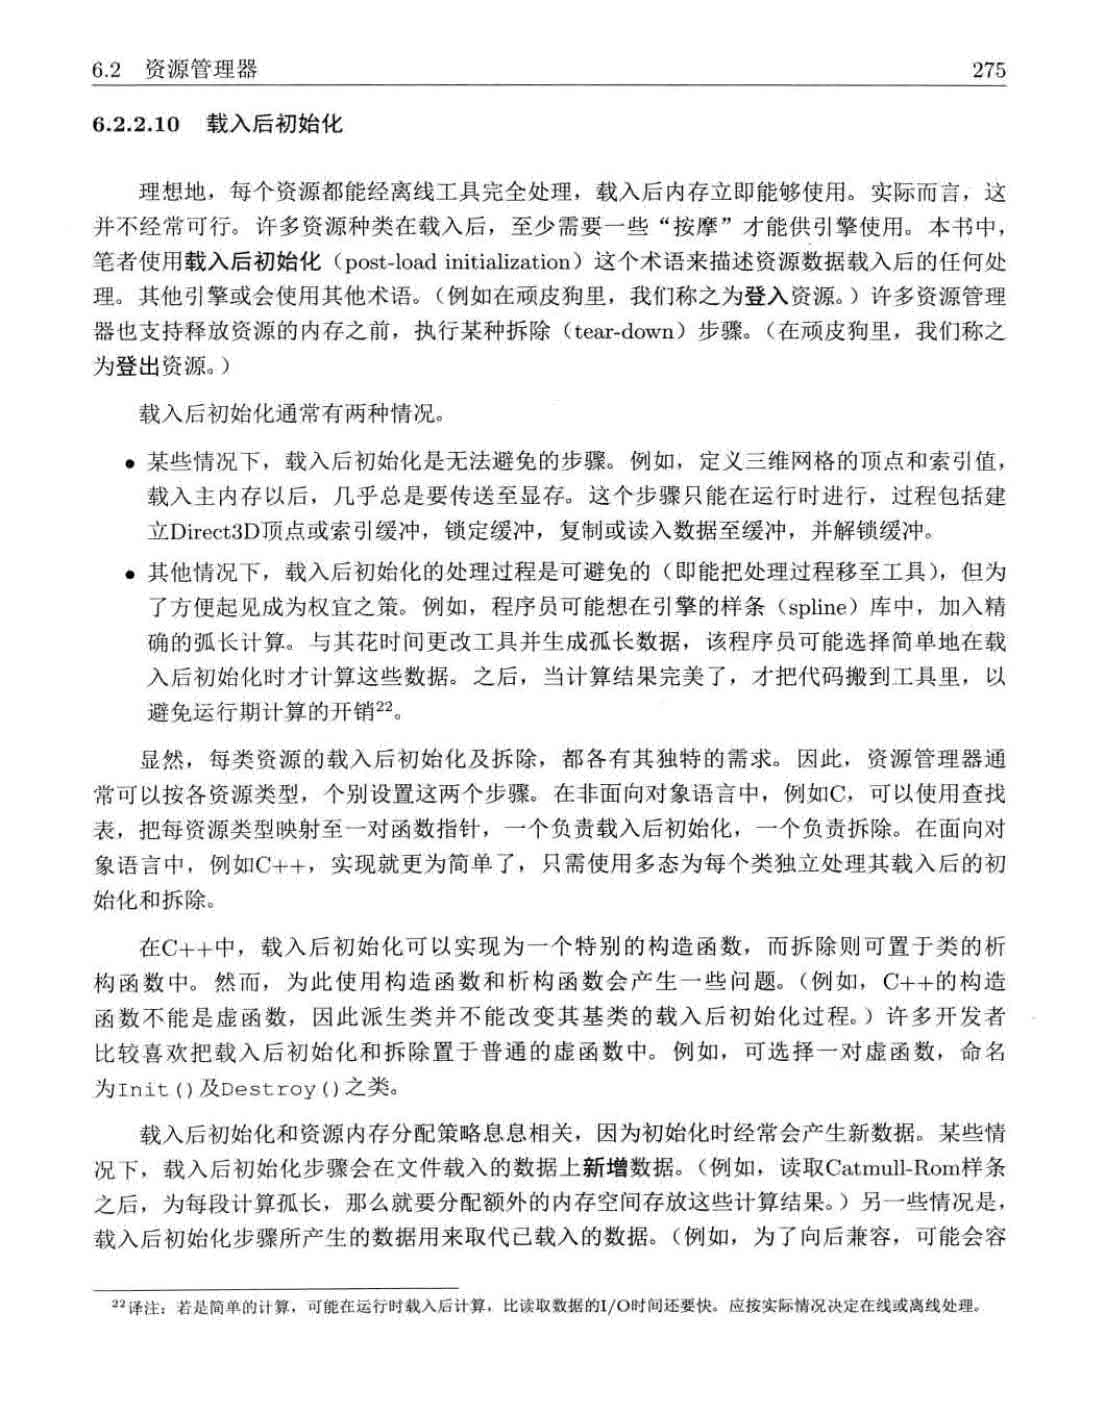 6.2 资源管理器 275
6.2.2.10 载入后初始化
理想地，每个资源都能经离线工具完全处理，载入后内存立即能够使用。实际而言，这
并不经常可行。许多资源种类在载入后，至少需要一些“按摩”才能供引擎使用。本书中，
笔者使用载入后初始化（post-load initialization）这个术语来描述资源数据载入后的任何处
理。其他引擎或会使用其他术语。（例如在顽皮狗里，我们称之为登入资源。）许多资源管理
器也支持释放资源的内存之前，执行某种拆除（tear-down）步骤。（在顽皮狗里，我们称之
为登出资源。）
载入后初始化通常有两种情况。
• 某些情况下，载入后初始化是无法避免的步骤。例如，定义三维网格的顶点和索引值，
载入主内存以后，几乎总是要传送至显存。这个步骤只能在运行时进行，过程包括建
立Direct3D顶点或索引缓冲，锁定缓冲，复制或读入数据至缓冲，并解锁缓冲。
• 其他情况下，载入后初始化的处理过程是可避免的（即能把处理过程移至工具），但为
了方便起见成为权宜之策。例如，程序员可能想在引擎的样条（spline）库中，加入精
确的弧长计算。与其花时间更改工具并生成孤长数据，该程序员可能选择简单地在载
入后初始化时才计算这些数据。之后，当计算结果完美了，才把代码搬到工具里，以
避免运行期计算的开销22。
显然，每类资源的载入后初始化及拆除，都各有其独特的需求。因此，资源管理器通
常可以按各资源类型，个别设置这两个步骤。在非面向对象语言中，例如C，可以使用查找
表，把每资源类型映射至一对函数指针，一个负责载入后初始化，一个负责拆除。在面向对
象语言中，例如C++，实现就更为简单了，只需使用多态为每个类独立处理其载入后的初
始化和拆除。
在C++中，载入后初始化可以实现为一个特别的构造函数，而拆除则可置于类的析
构函数中。然而，为此使用构造函数和析构函数会产生一些问题。（例如，C++的构造
函数不能是虚函数，因此派生类并不能改变其基类的载入后初始化过程。）许多开发者
比较喜欢把载入后初始化和拆除置于普通的虚函数中。例如，可选择一对虚函数，命名
为Init()及Destroy()之类。
载入后初始化和资源内存分配策略息息相关，因为初始化时经常会产生新数据。某些情
况下，载入后初始化步骤会在文件载入的数据上新增数据。（例如，读取Catmull-Rom样条
之后，为每段计算孤长，那么就要分配额外的内存空间存放这些计算结果。）另一些情况是，
载入后初始化步骤所产生的数据用来取代已载入的数据。（例如，为了向后兼容，可能会容
22译注：若是简单的计算，可能在运行时载入后计算，比读取数据的I/O时间还要快。应按实际情况决定在线或离线处理。